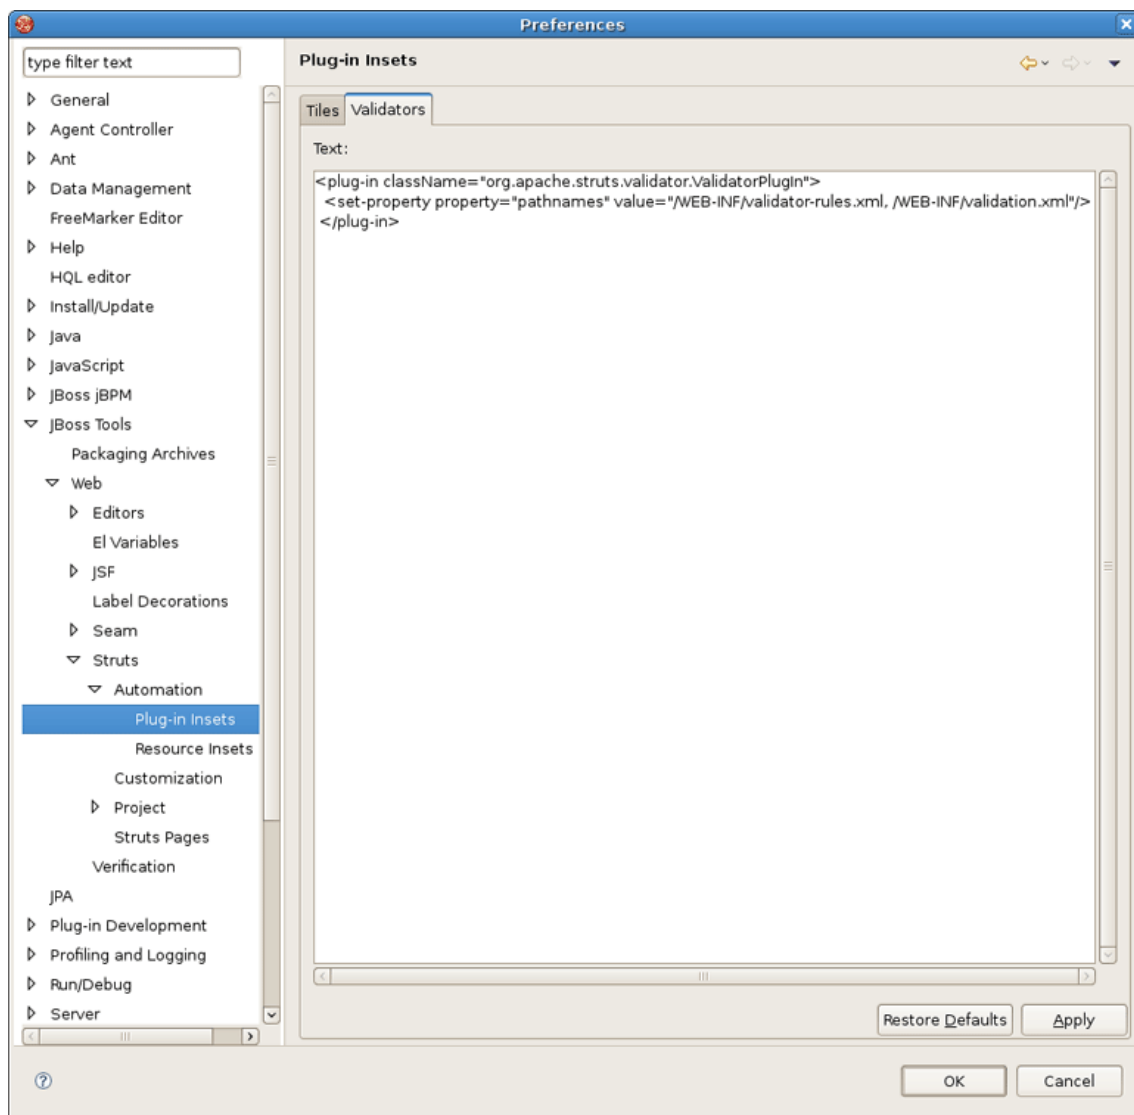 Preferences
type filter text
Plug-in Insets
General
Agent Controller
Ant
Data Management
FreeMarker Editor
Help
HQL editor
Install/Update
Java
JavaScript
JBoss jBPM
JBoss Tools
Packaging Archives
Web
Editors
El Variables
JSF
Label Decorations
Seam
Struts
Automation
Plug-in Insets
Resource Insets
Customization
Project
Struts Pages
Verification
JPA
Plug-in Development
Profiling and Logging
Run/Debug
Server
Tiles Validators
Text:
<plug-in className="org.apache.struts.validator.ValidatorPlugIn">
<set-property property="pathnames" value="/WEB-INF/validator-rules.xml, /WEB-INF/validation.xml"/>
</plug-in>
Restore Defaults Apply
OK Cancel